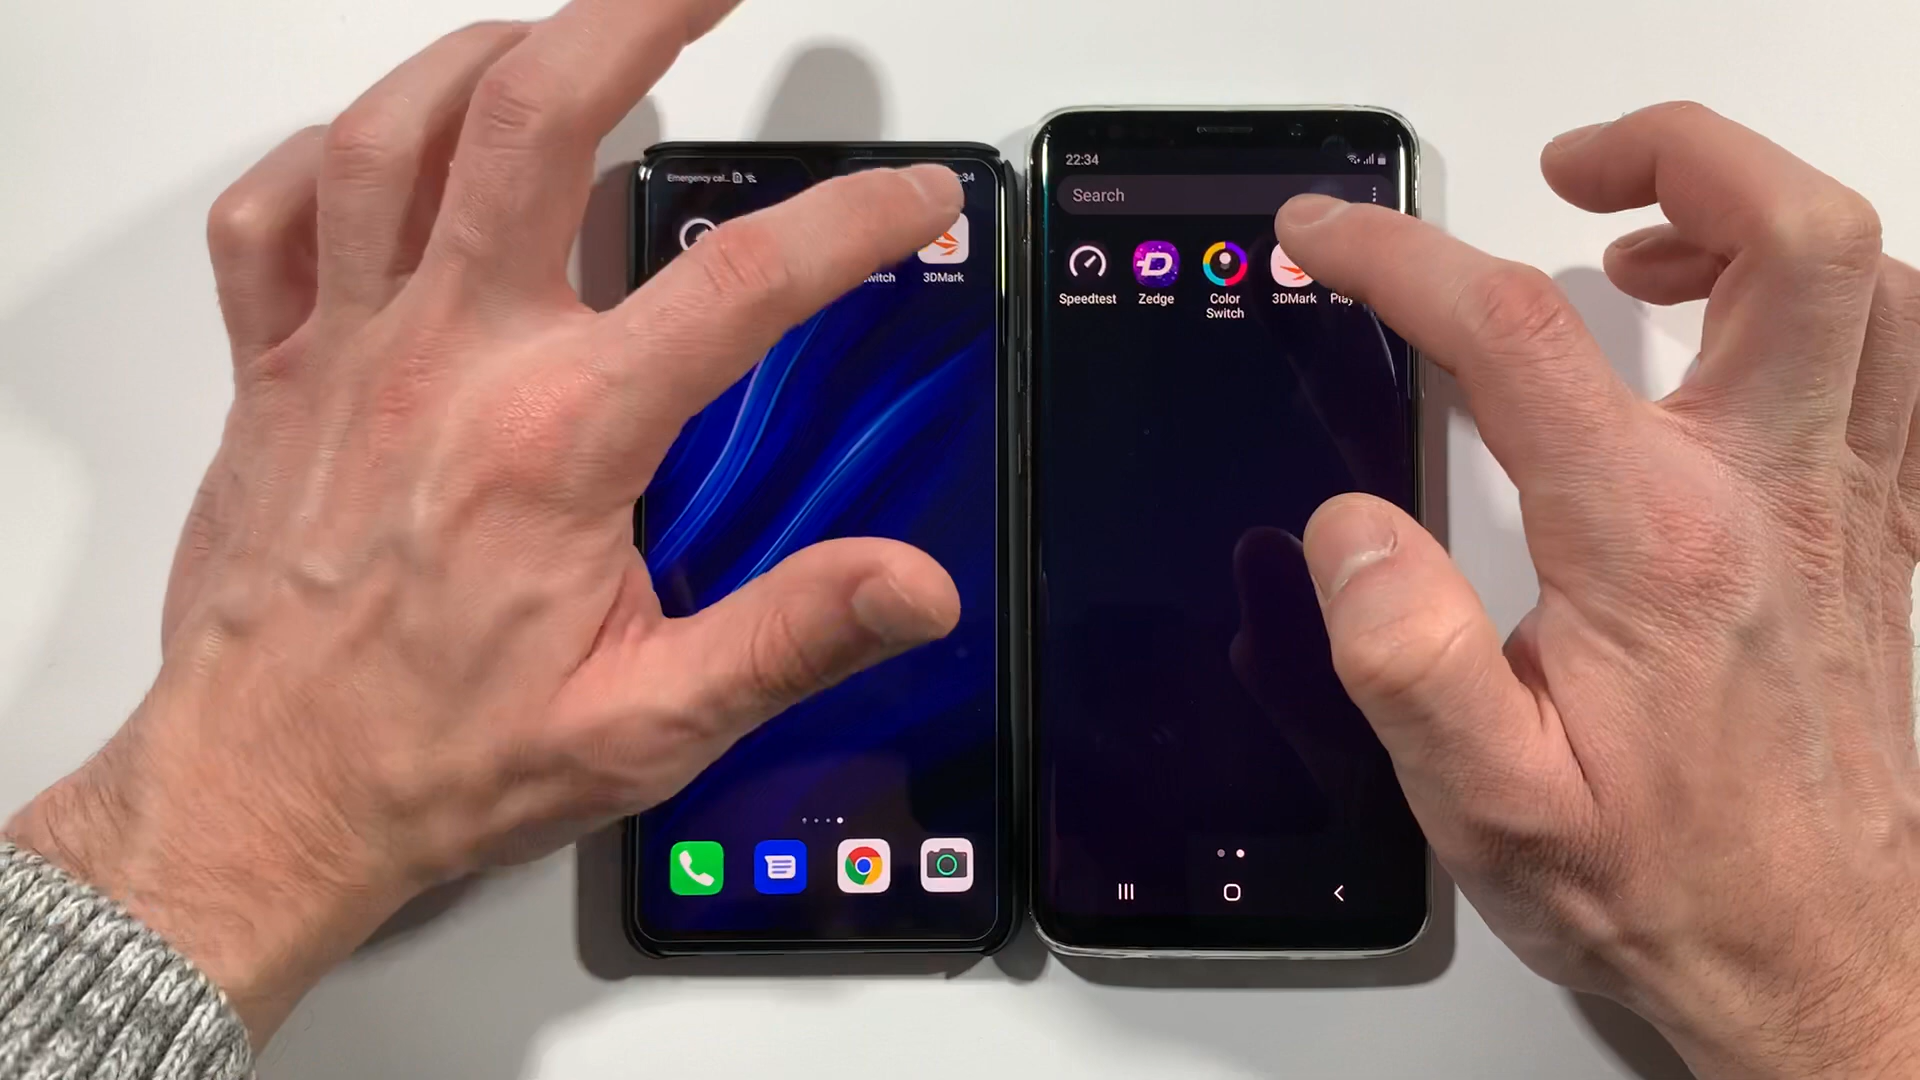 Emergency cal...
:34
witch
3DMark
22:34
Search
Speedtest
Zedge
Color
Switch
3DMark
Play